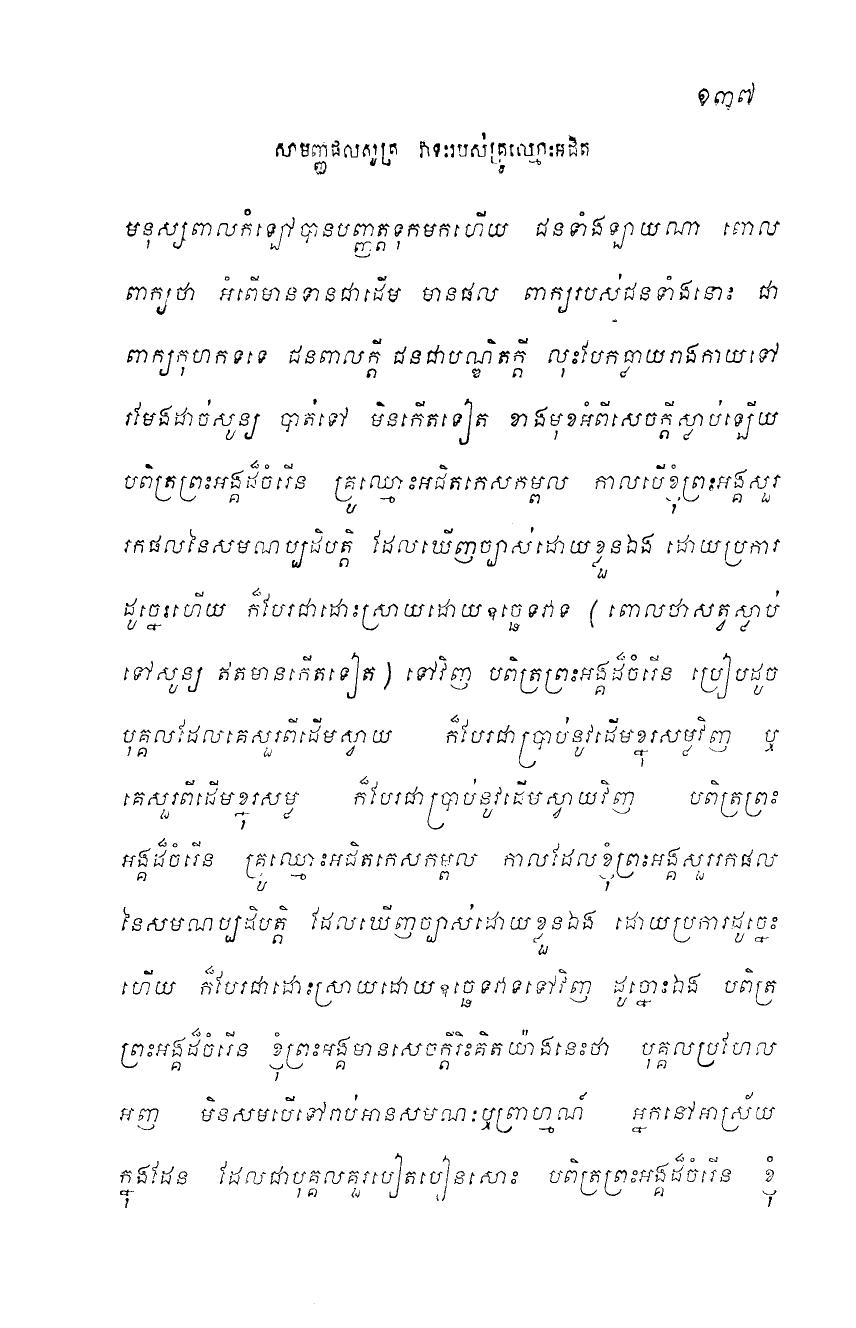 ១៣៧
សាមញ្ញផលសូត្រ វាទៈរបស់គ្រូឈ្មោះអជិត
មនុស្សពាលកំឡៅបានបញ្ញត្តទុកមកហើយ ជនទាំងឡាយណា ពោល
ពាក្យថា អំពើមានទានជាដើម មានផល ពាក្យរបស់ជនទាំងនោះ ជា
ពាក្យកុហកទទេ ជនពាលក្តី ជនជាបណ្ឌិតក្តី លុះបែកធ្លាយរាងកាយទៅ
រមែងដាច់សូន្យ បាត់ទៅ មិនកើតទៀត ខាងមុខអំពីសេចក្តីស្លាប់ឡើយ
បពិត្រព្រះអង្គដ៏ចំរើន គ្រូឈ្មោះអជិតកេសកម្ពល កាលបើខ្ញុំព្រះអង្គសួរ
រកផលនៃសមណប្បដិបត្តិ ដែលឃើញច្បាស់ដោយខ្លួនឯង ដោយប្រការ
ដូច្នេះហើយ ក៏បែរជាដោះស្រាយដោយឧច្ឆេទវាទ (ពោលថាសត្វស្លាប់
ទៅសូន្យ ឥតមានកើតទៀត) ទៅវិញ បពិត្រព្រះអង្គដ៏ចំរើន ប្រៀបដូច
បុគ្គលដែលគេសួរពីដើមស្វាយ ក៏បែរជាប្រាប់នូវដើមខ្នុរសម្លវិញ ឬ
គេសួរពីដើមខ្នុរសម្ល ក៏បែរជាប្រាប់នូវដើមស្វាយវិញ បពិត្រព្រះ
អង្គដ៏ចំរើន គ្រូឈ្មោះអជិតកេសកម្ពល កាលដែលខ្ញុំព្រះអង្គសួររកផល
នៃសមណប្បដិបត្តិ ដែលឃើញច្បាស់ដោយខ្លួនឯង ដោយប្រការដូច្នេះ
ហើយ ក៏បែរជាដោះស្រាយដោយឧច្ឆេទវាទទៅវិញ ដូច្នោះឯង បពិត្រ
ព្រះអង្គដ៏ចំរើន ខ្ញុំព្រះអង្គមានសេចក្តីរិះគិតយ៉ាងនេះថា បុគ្គលប្រហែល
អញ មិនសមបើទៅរាប់អានសមណៈឬព្រាហ្មណ៍ អ្នកនៅអាស្រ័យ
ក្នុងដែន ដែលជាបុគ្គលគួរបៀតបៀនសោះ បពិត្រព្រះអង្គដ៏ចំរើន ខ្ញុំ